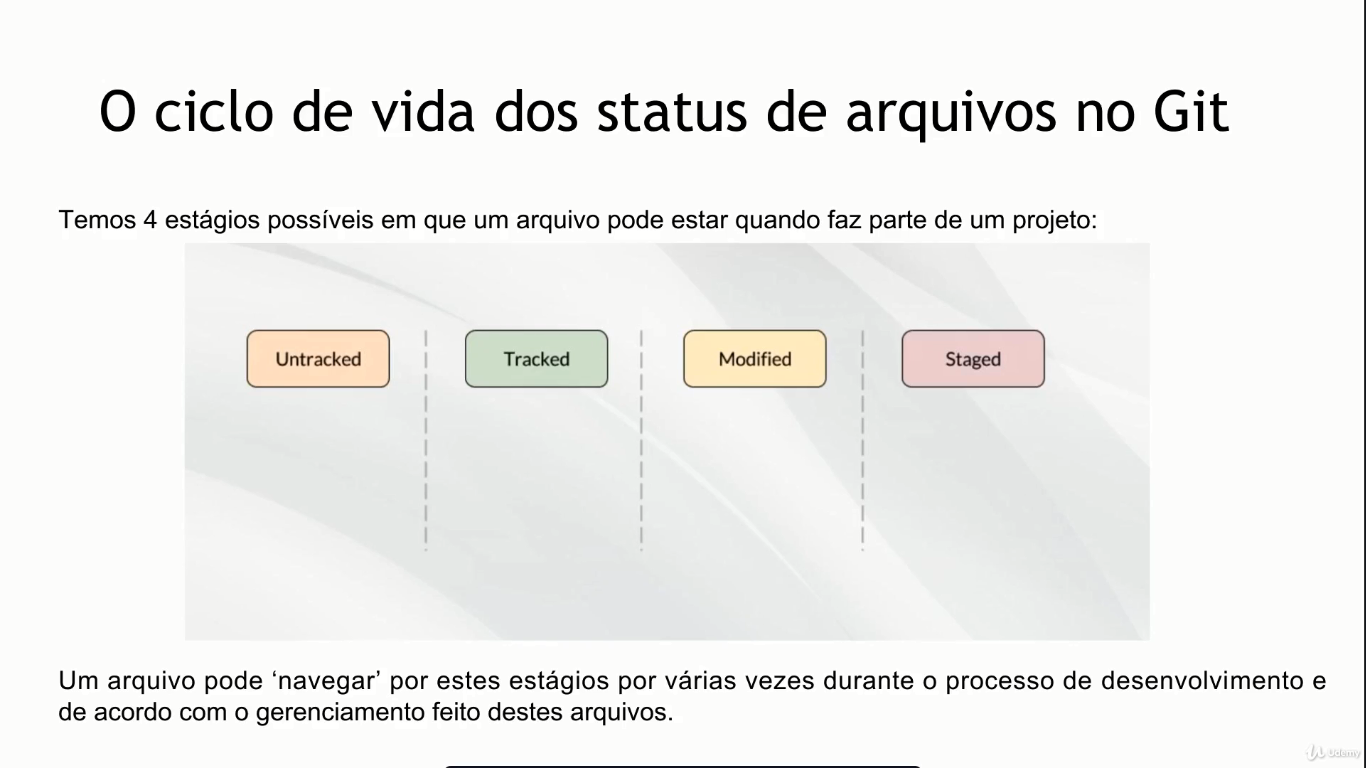 O ciclo de vida dos status de arquivos no Git
Temos 4 estágios possíveis em que um arquivo pode estar quando faz parte de um projeto:
Untracked
Tracked
Modified
Staged
Um arquivo pode ‘navegar’ por estes estágios por várias vezes durante o processo de desenvolvimento e
de acordo com o gerenciamento feito destes arquivos.
Udemy